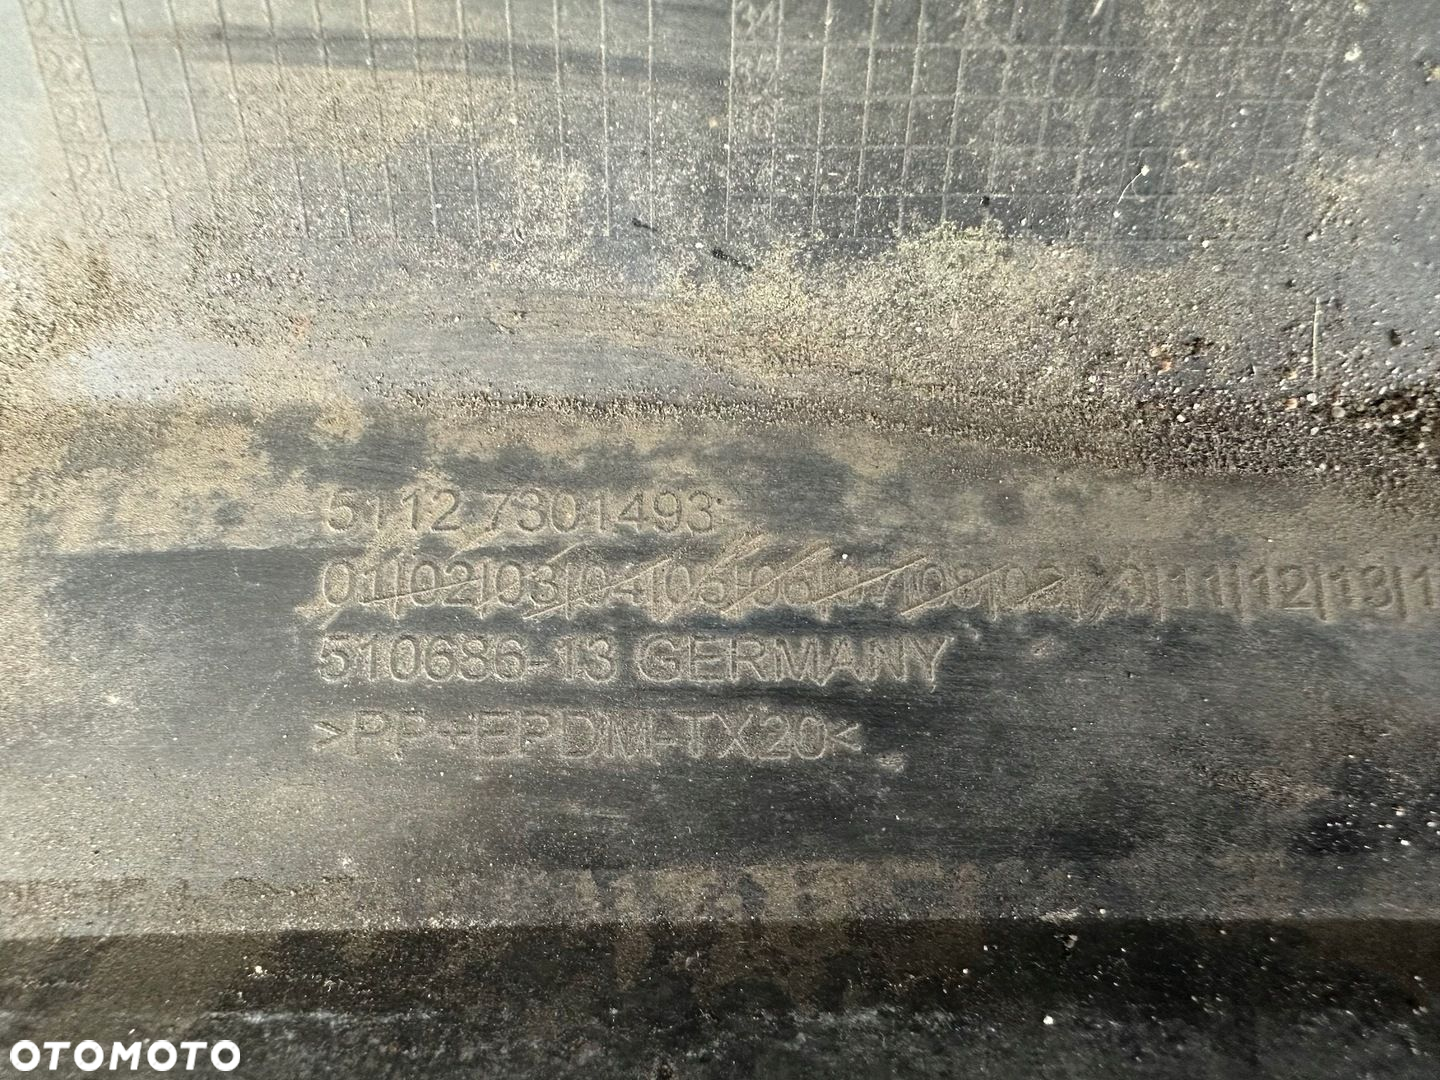 34
5112 7301493
01|02|03|04|05|06|07|08|09|10|11|12|13|1
510686-13 GERMANY
>PP+EPDM-TX20<
OTOMOTO